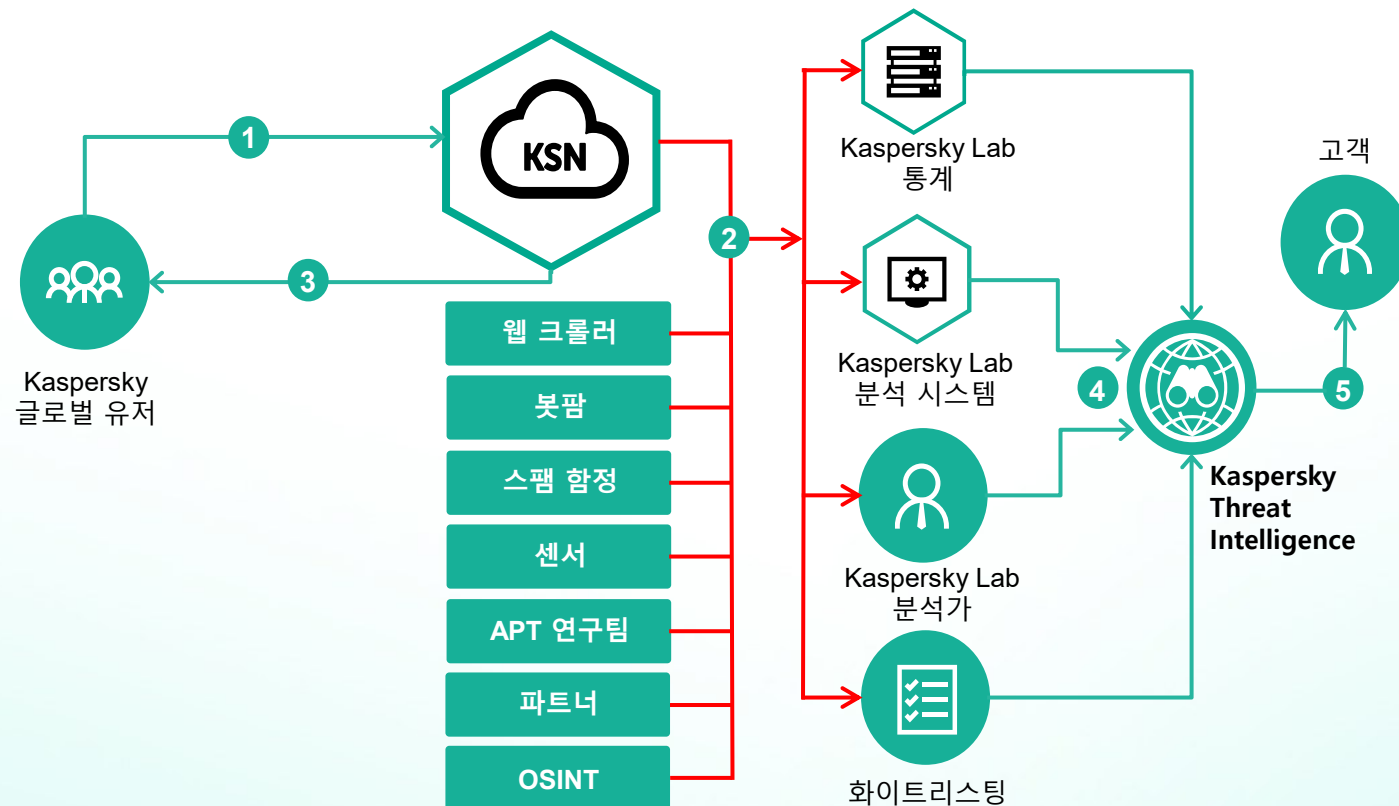 1
KSN
2
3
Kaspersky
글로벌 유저
웹 크롤러
봇팜
스팸 함정
센서
APT 연구팀
파트너
OSINT
Kaspersky Lab
통계
Kaspersky Lab
분석 시스템
Kaspersky Lab
분석가
화이트리스팅
4
Kaspersky
Threat
Intelligence
5
고객